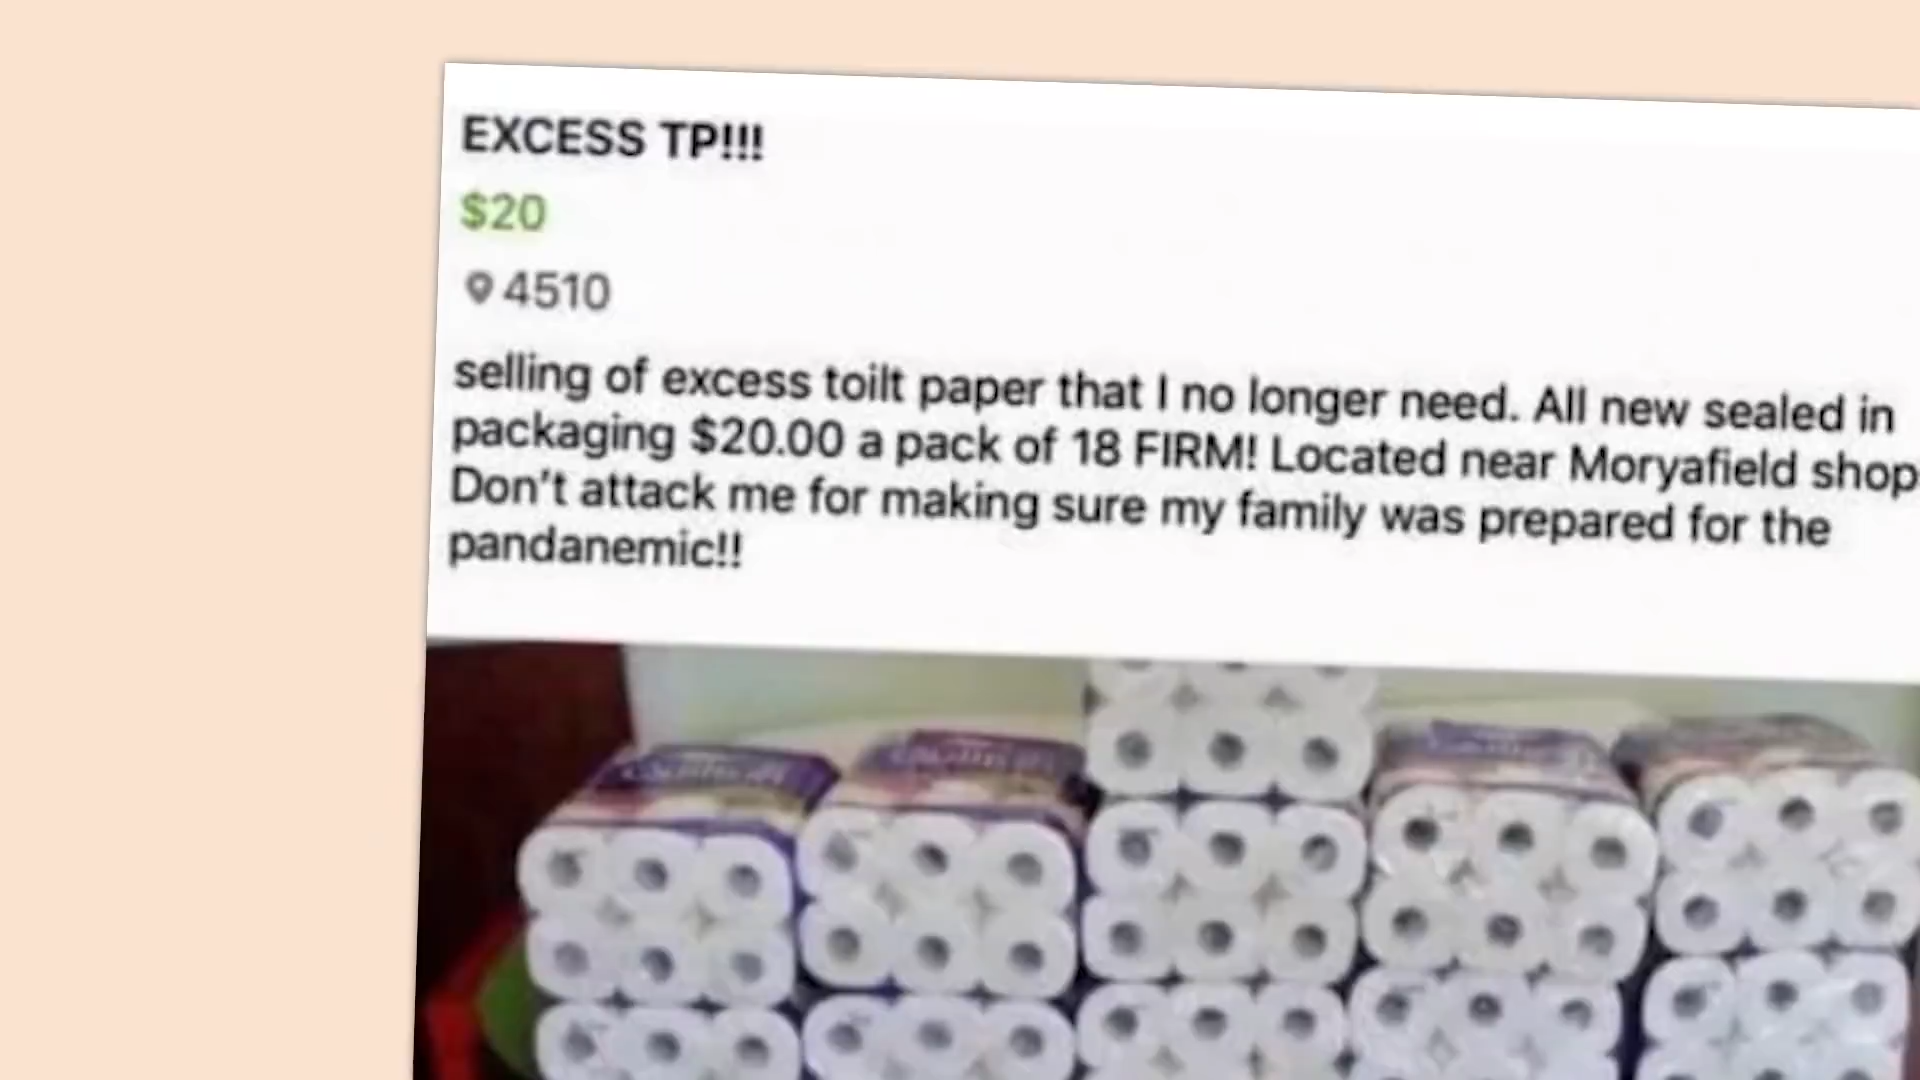 EXCESS TP!!!
$20
4510
selling of excess toilt paper that I no longer need. All new sealed in
packaging $20.00 a pack of 18 FIRM! Located near Moryafield shop
Don't attack me for making sure my family was prepared for the
pandanemic!!